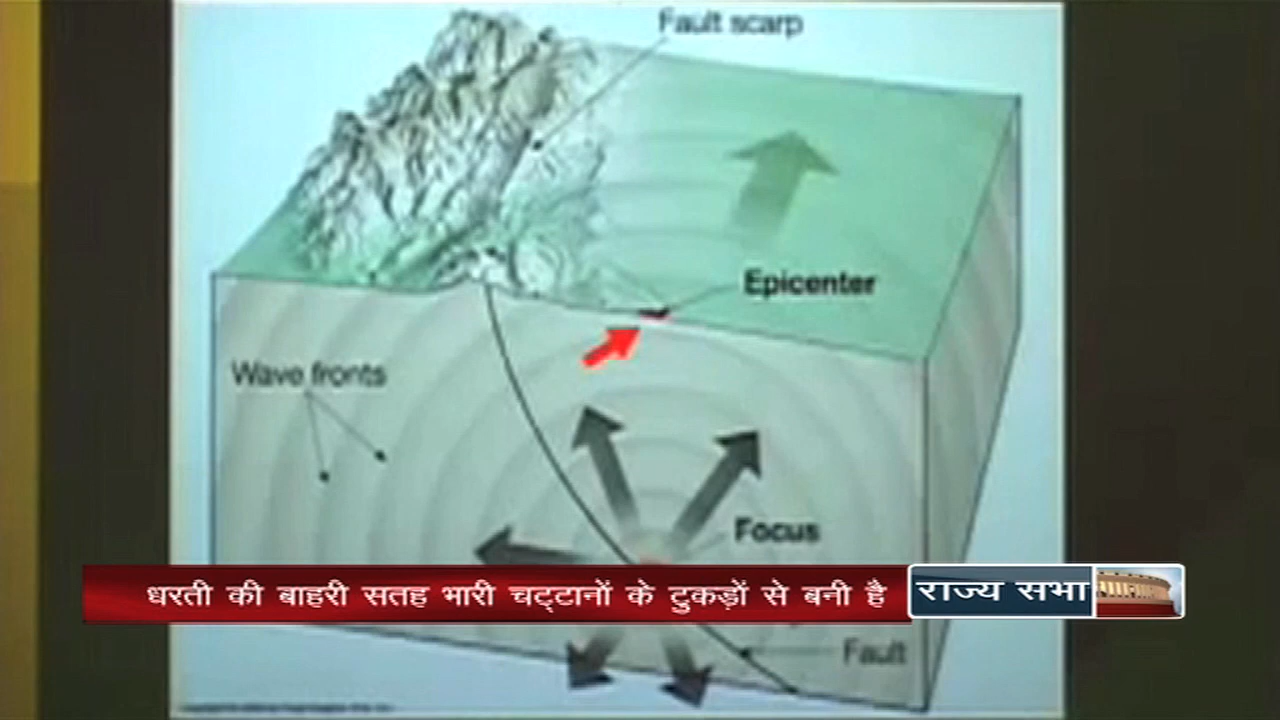 Fault scarp
Epicenter
Wave fronts
Focus
धरती की बाहरी सतह भारी चट्टानों के टुकड़ों से बनी है
राज्य सभा
Fault